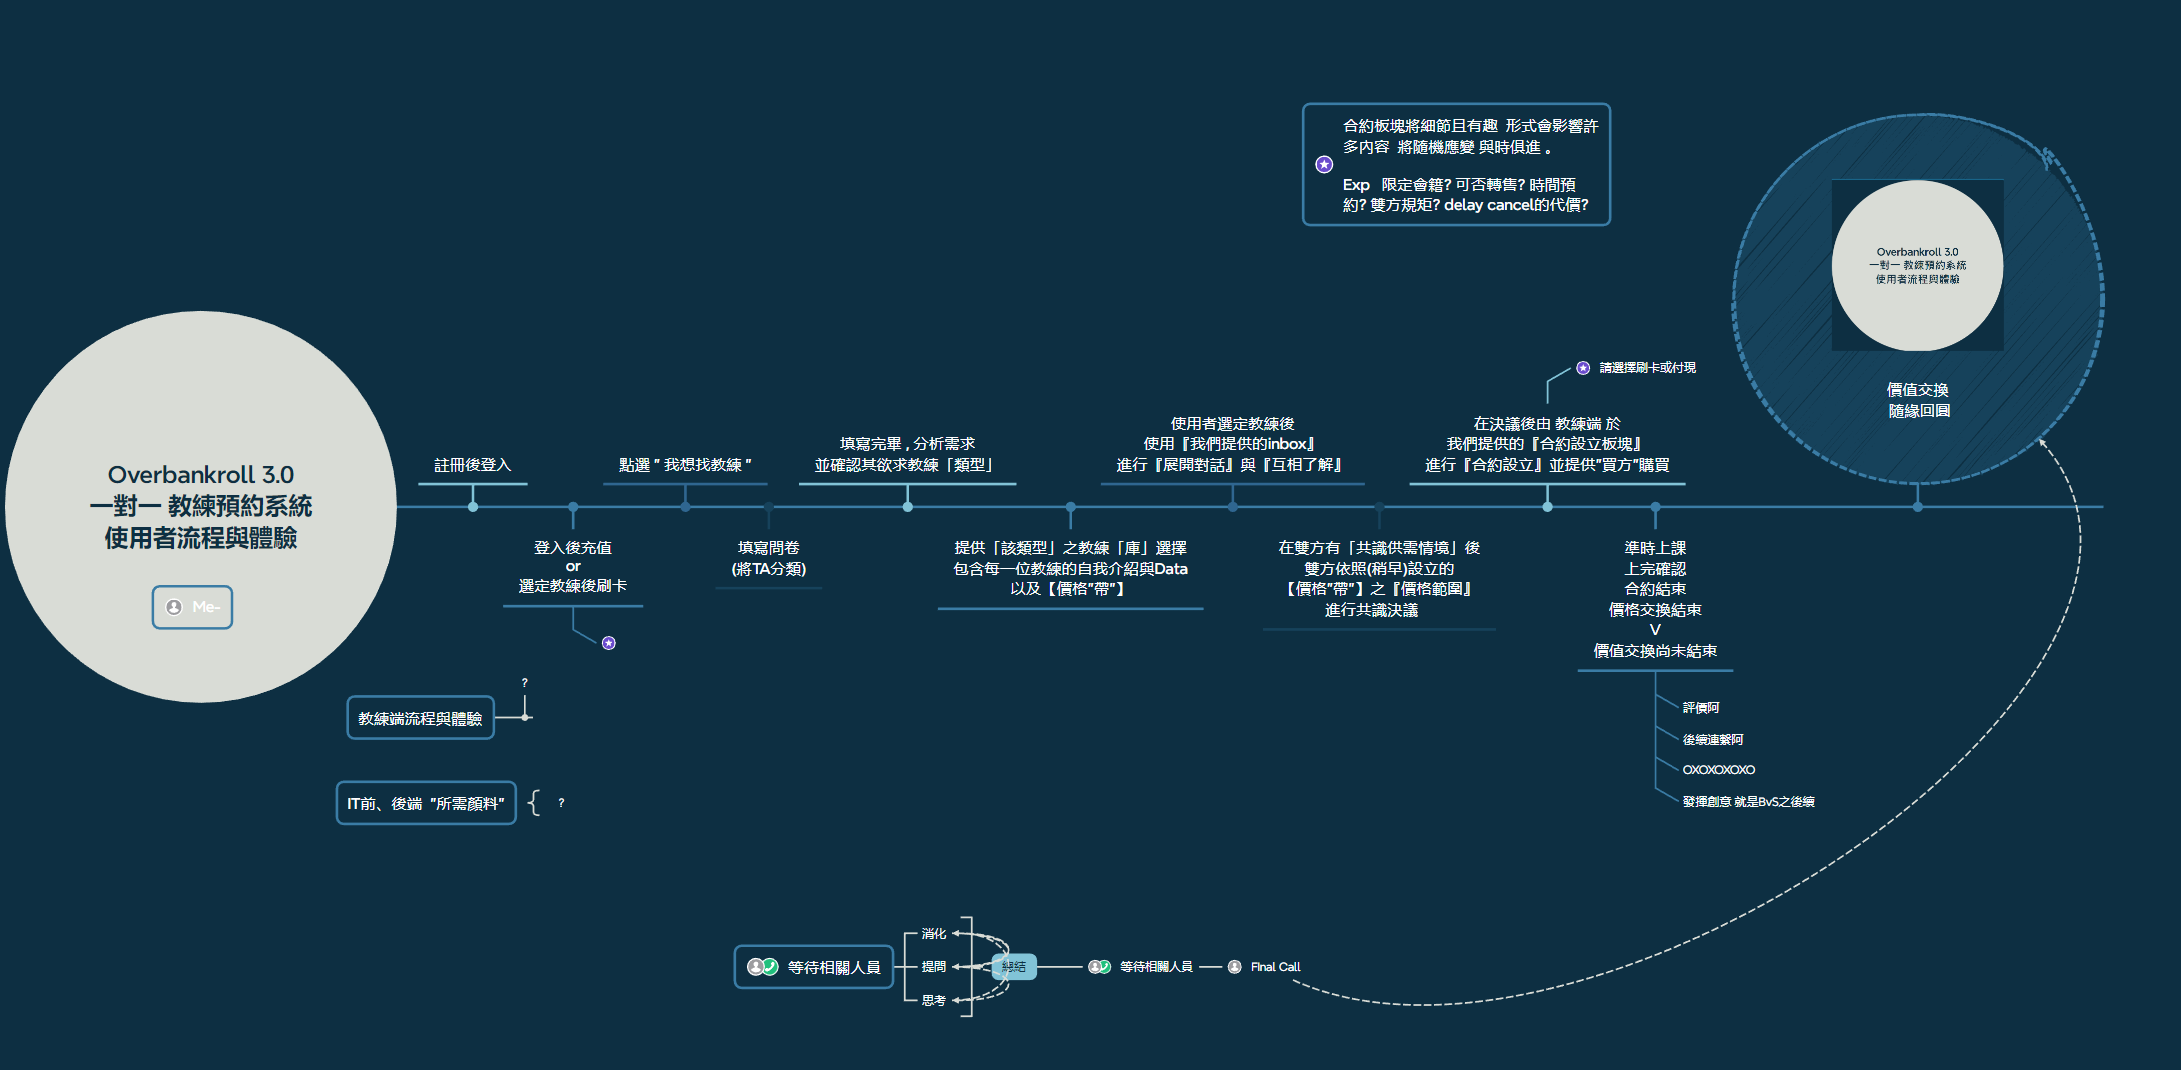 Overbankroll 3.0
一對一 教練預約系統
使用者流程與體驗
Me-
註冊後登入
登入後充值
or
選定教練後刷卡
點選 " 我想找教練 "
填寫問卷
(將TA分類)
填寫完畢 , 分析需求
並確認其欲求教練「類型」
提供「該類型」之教練「庫」選擇
包含每一位教練的自我介紹與Data
以及【價格"帶"】
使用者選定教練後
使用『我們提供的inbox』
進行『展開對話』與『互相了解』
在雙方有「共識供需情境」後
雙方依照(稍早)設立的
【價格"帶"】之『價格範圍』
進行共識決議
請選擇刷卡或付現
在決議後由 教練端 於
我們提供的『合約設立板塊』
進行『合約設立』並提供"買方"購買
合約板塊將細節且有趣 形式會影響許
多內容 將隨機應變 與時俱進 。
Exp 限定會籍? 可否轉售? 時間預
約? 雙方規矩? delay cancel的代價?
準時上課
上完確認
合約結束
價格交換結束
V
價值交換尚未結束
評價阿
後續連繫阿
OXOXOXOXO
發揮創意 就是BvS之後續
Overbankroll 3.0
一對一 教練預約系統
使用者流程與體驗
價值交換
隨緣回圓
教練端流程與體驗
?
IT前、後端 "所需顏料"
?
等待相關人員
消化
提問
思考
總結
等待相關人員
Final Call